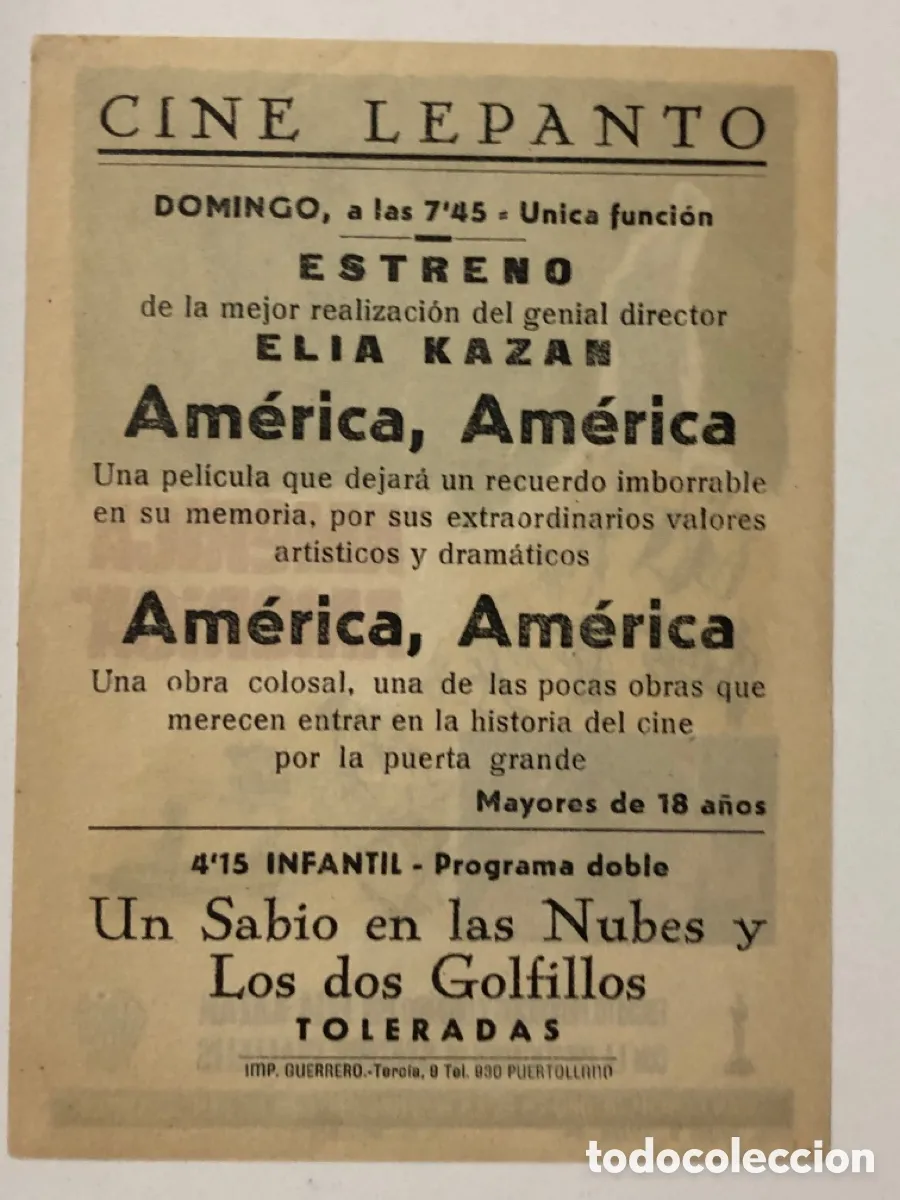 CINE LEPANTO
DOMINGO, a las 7'45 = Unica función
ESTRENO
de la mejor realización del genial director
ELIA KAZAN
América, América
Una película que dejará un recuerdo imborrable
en su memoria, por sus extraordinarios valores
artísticos y dramáticos
América, América
Una obra colosal, una de las pocas obras que
merecen entrar en la historia del cine
por la puerta grande
Mayores de 18 años
4'15 INFANTIL - Programa doble
Un Sabio en las Nubes y
Los dos Golfillos
TOLERADAS
IMP. GUERRERO.-Tercia, 9 Tel. 930 PUERTOLLANO
todocoleccion